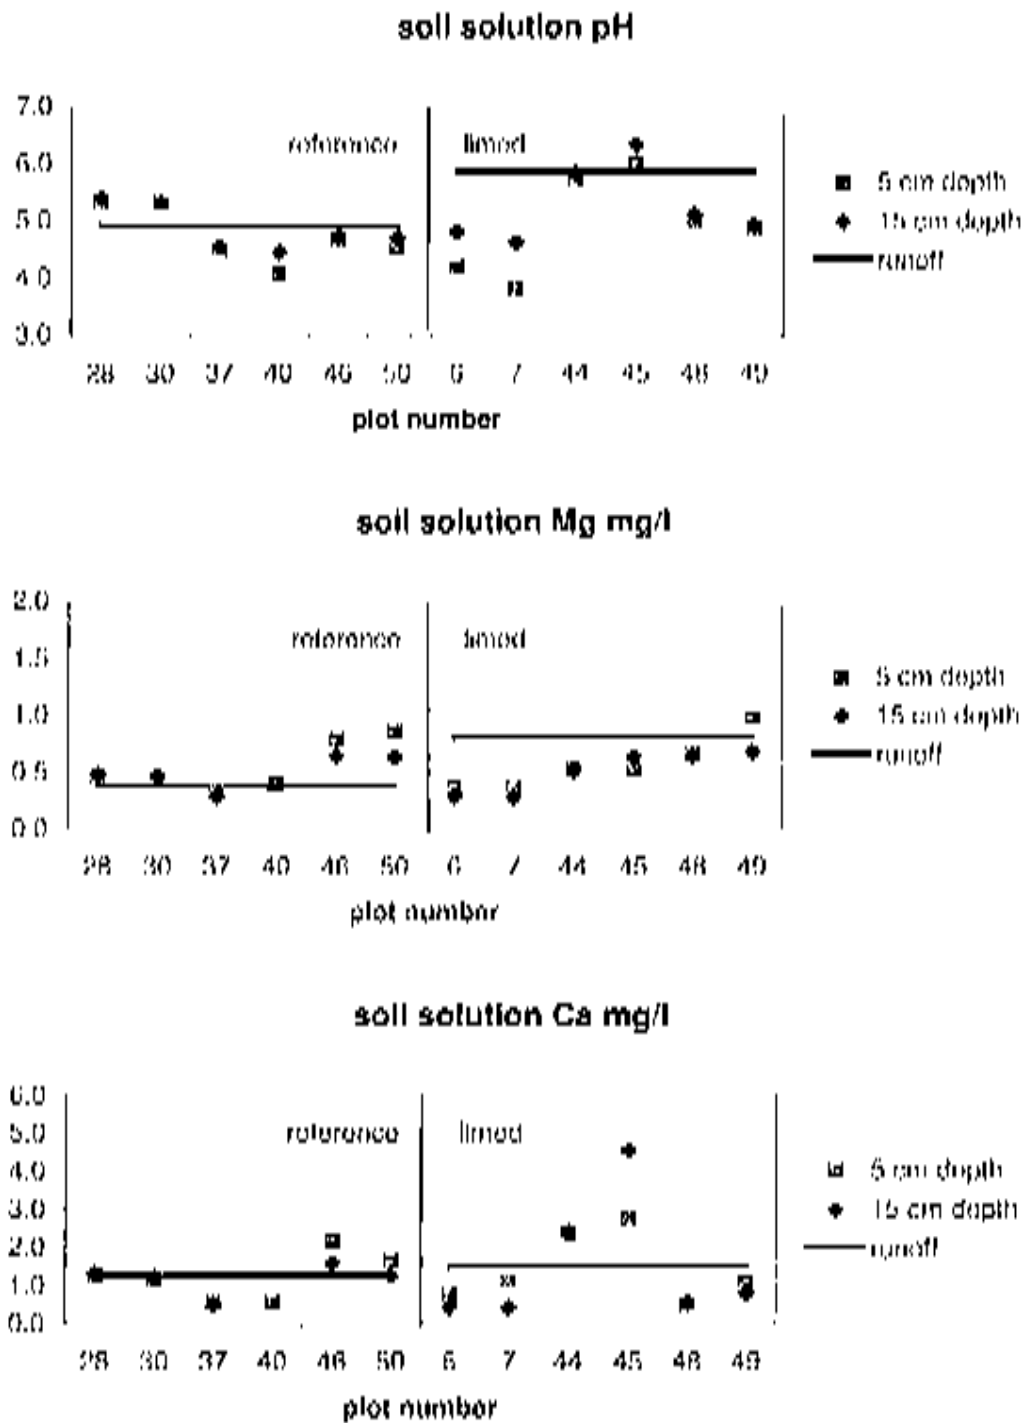 soil solution pH
7.0
6.0
5.0
4.0
3.0
reference
limed
5 cm depth
15 cm depth
runoff
28 30 37 40 46 50 6 7 44 45 48 49
plot number
soil solution Mg mg/l
2.0
1.5
1.0
0.5
0.0
reference
limed
5 cm depth
15 cm depth
runoff
28 30 37 40 46 50 6 7 44 45 48 49
plot number
soil solution Ca mg/l
6.0
5.0
4.0
3.0
2.0
1.0
0.0
reference
limed
5 cm depth
15 cm depth
runoff
28 30 37 40 46 50 6 7 44 45 48 49
plot number